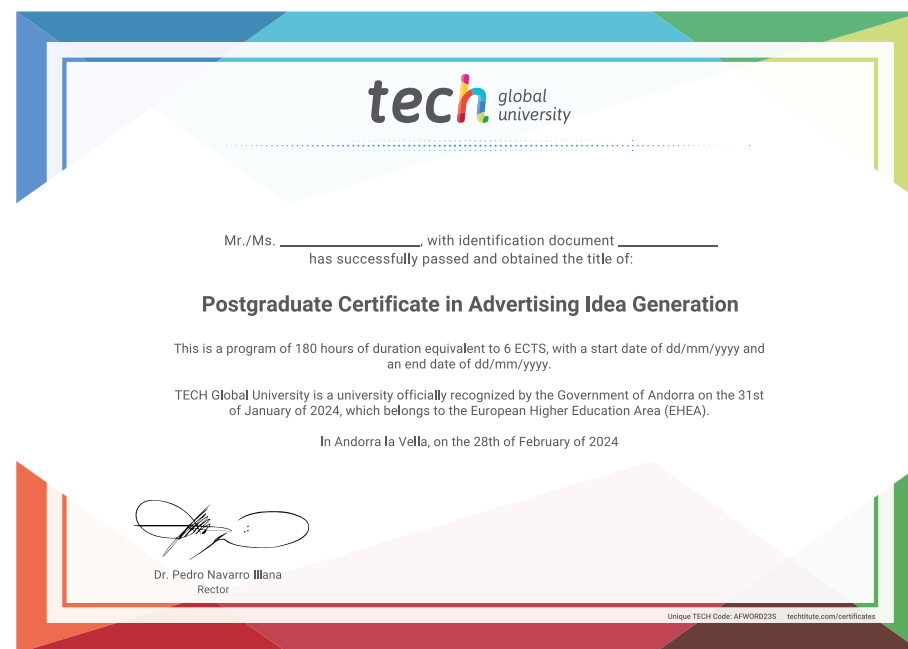 tech global university
Mr./Ms. ____________, with identification document ____________
has successfully passed and obtained the title of:
Postgraduate Certificate in Advertising Idea Generation
This is a program of 180 hours of duration equivalent to 6 ECTS, with a start date of dd/mm/yyyy and
an end date of dd/mm/yyyy.
TECH Global University is a university officially recognized by the Government of Andorra on the 31st
of January of 2024, which belongs to the European Higher Education Area (EHEA).
In Andorra la Vella, on the 28th of February of 2024
Dr. Pedro Navarro Illana
Rector
Unique TECH Code: AFWORD23S techtitute.com/certificates